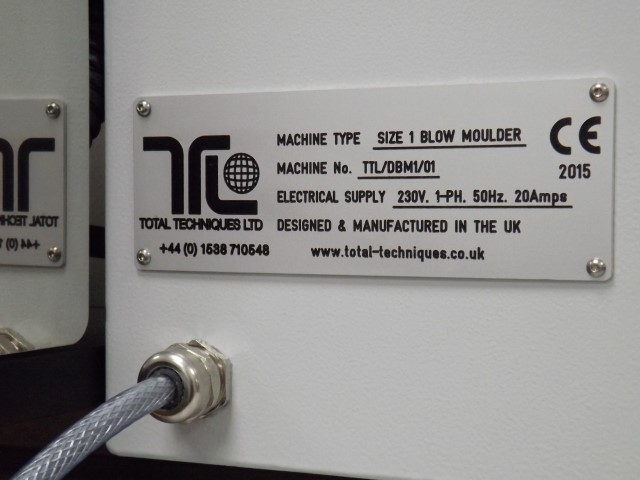 TTL
TOTAL TECHNIQUES LTD
+44 (0) 1538 710548
MACHINE TYPE SIZE 1 BLOW MOULDER
MACHINE No. TTL/DBM1/01
ELECTRICAL SUPPLY 230V. 1-PH. 50Hz. 20Amps
DESIGNED & MANUFACTURED IN THE UK
www.total-techniques.co.uk
CE
2015